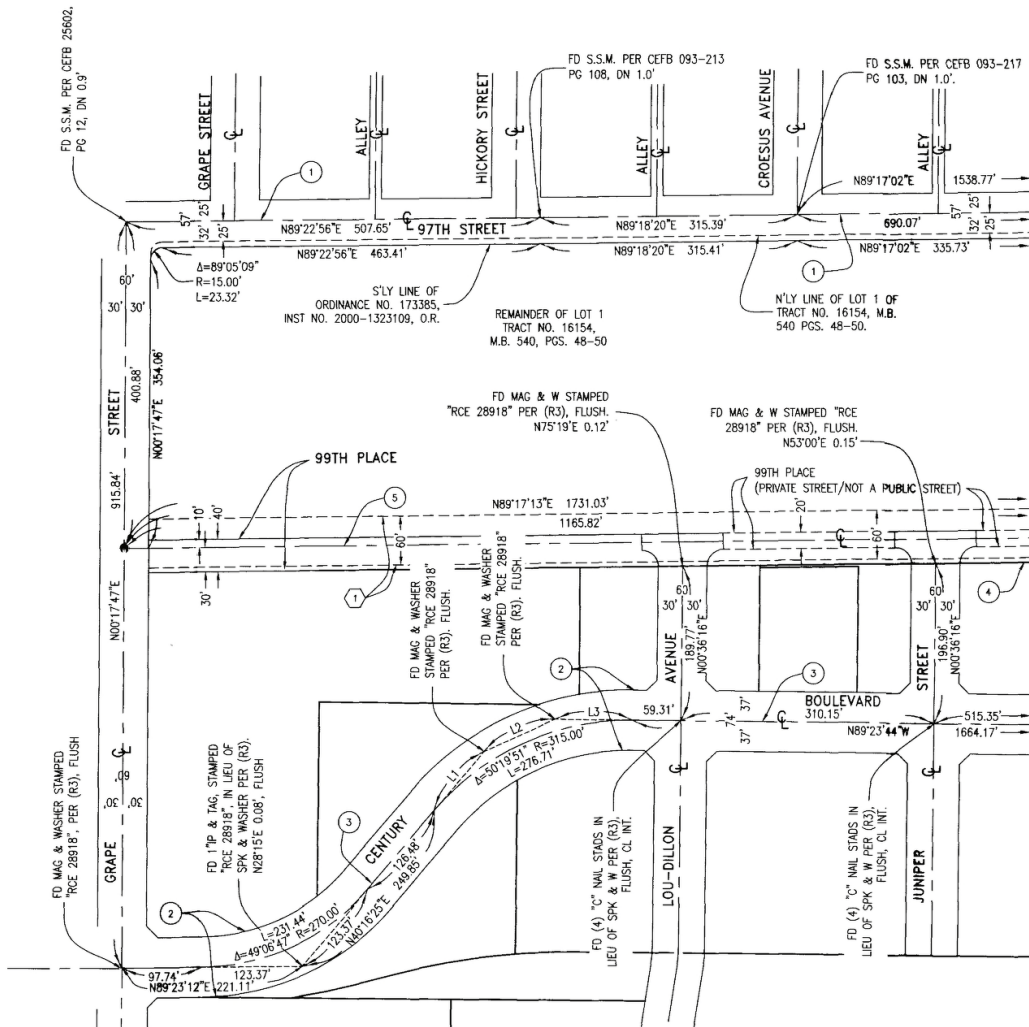 FD S.S.M. PER CEFB 25602,
PG 12, DN 0.9'
GRAPE STREET
℄
ALLEY
℄
HICKORY STREET
℄
FD S.S.M. PER CEFB 093-213
PG 108, DN 1.0'
ALLEY
℄
CROESUS AVENUE
℄
FD S.S.M. PER CEFB 093-217
PG 103, DN 1.0'.
ALLEY
℄
N89°17'02"E 1538.77'
1
57'
25'
32'
25'
N89°22'56"E 507.65'
℄
97TH STREET
N89°18'20"E 315.39'
690.07'
57'
25'
32'
25'
N89°22'56"E 463.41'
N89°18'20"E 315.41'
N89°17'02"E 335.73'
1
Δ=89°05'09"
R=15.00'
L=23.32'
60'
30'
30'
S'LY LINE OF
ORDINANCE NO. 173385,
INST NO. 2000-1323109, O.R.
REMAINDER OF LOT 1
TRACT NO. 16154,
M.B. 540, PGS. 48-50
N'LY LINE OF LOT 1 OF
TRACT NO. 16154, M.B.
540 PGS. 48-50.
STREET
400.88'
N00°17'47"E 354.06'
915.84'
FD MAG & W STAMPED
"RCE 28918" PER (R3), FLUSH.
N75°19'E 0.12'
FD MAG & W STAMPED "RCE
28918" PER (R3), FLUSH.
N53°00'E 0.15'
99TH PLACE
99TH PLACE
(PRIVATE STREET/NOT A PUBLIC STREET)
5
N89°17'13"E 1731.03'
1165.82'
10'
40'
60'
30'
20'
60'
℄
1
4
N00°17'47"E
FD MAG & WASHER
STAMPED "RCE 28918"
PER (R3). FLUSH.
FD MAG & WASHER
STAMPED "RCE 28918"
PER (R3). FLUSH.
2
60'
30'
30'
AVENUE
189.77'
N00°36'16"E
60'
30'
30'
STREET
196.90'
N00°36'16"E
3
L1
L2
L3
59.31'
37'
74'
37'
℄
BOULEVARD
310.15'
N89°23'44"W
515.35'
1664.17'
Δ=50°19'51" R=315.00'
L=276.71'
℄
60'
30'
30'
GRAPE
FD MAG & WASHER STAMPED
"RCE 28918", PER (R3), FLUSH
FD 1"IP & TAG, STAMPED
"RCE 28918", IN LIEU OF
SPK & WASHER PER (R3).
N28°15'E 0.08', FLUSH
3
CENTURY
126.48'
249.85'
N40°16'25"E
123.37'
L=231.44'
Δ=49°06'47" R=270.00'
2
97.74'
123.37'
N89°23'12"E 221.11'
FD (4) "C" NAIL STADS IN
LIEU OF SPK & W PER (R3),
FLUSH, CL INT.
LOU-DILLON
℄
FD (4) "C" NAIL STADS IN
LIEU OF SPK & W PER (R3),
FLUSH, CL INT.
JUNIPER
℄